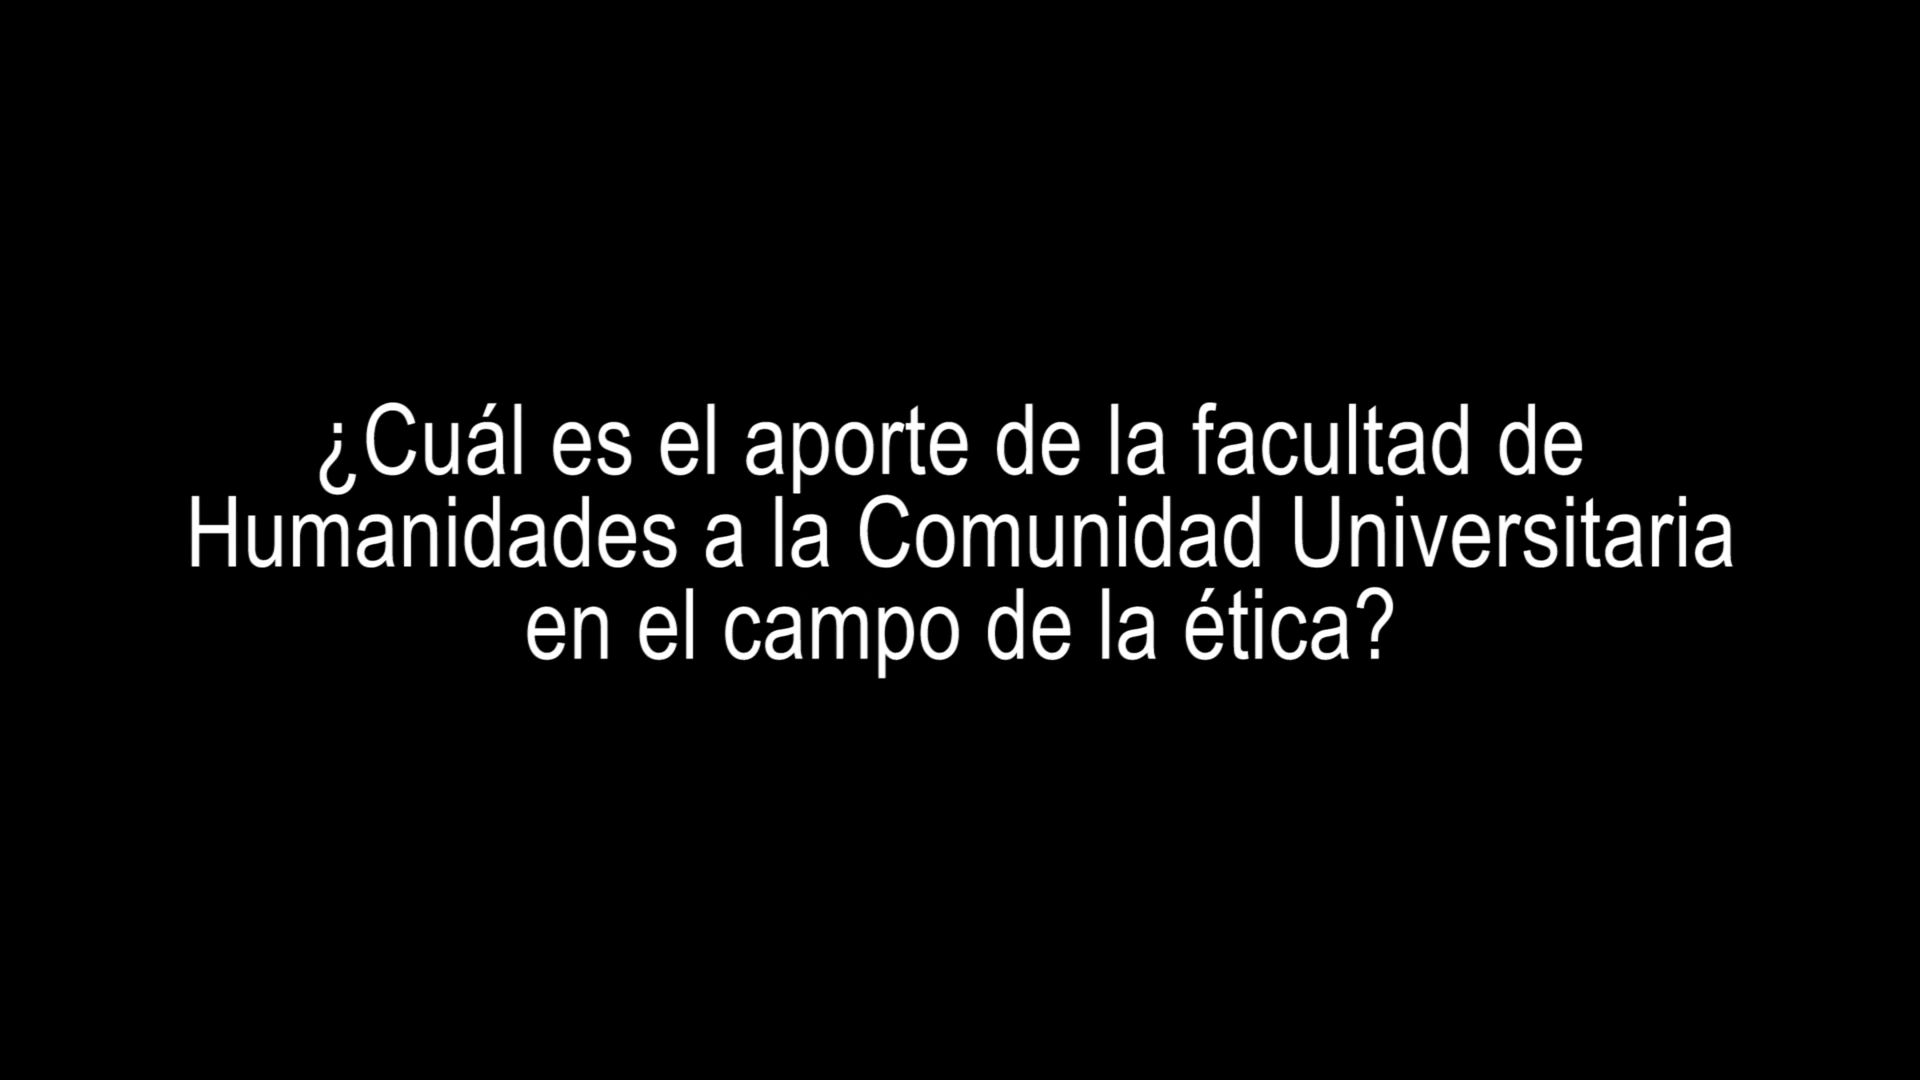 ¿Cuál es el aporte de la facultad de
Humanidades a la Comunidad Universitaria
en el campo de la ética?